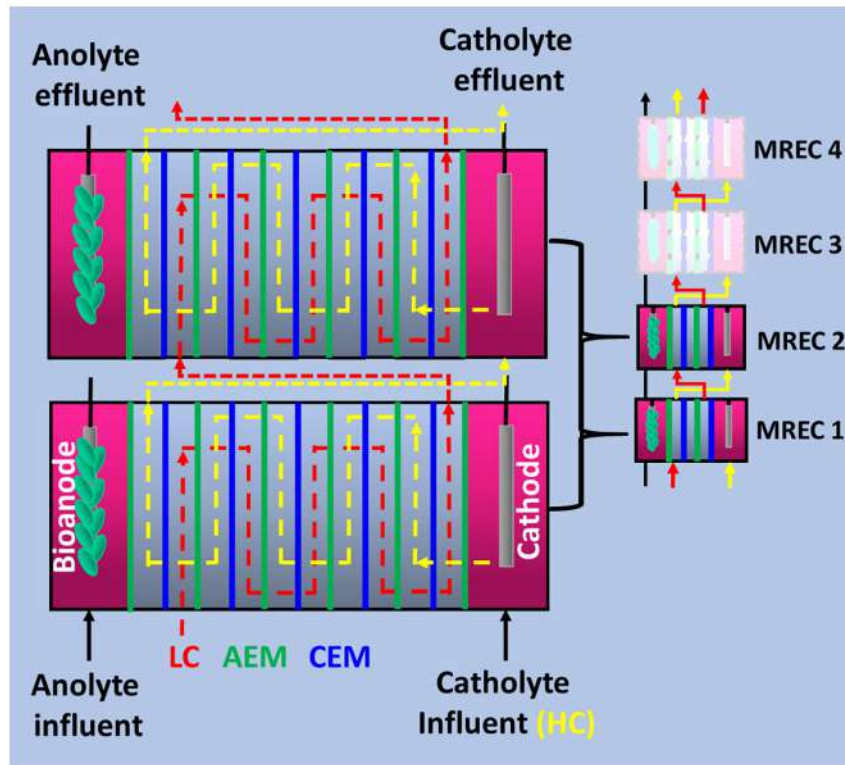 Anolyte
effluent
Catholyte
effluent
MREC 4
MREC 3
MREC 2
MREC 1
Bioanode
Cathode
LC AEM CEM
Anolyte
influent
Catholyte
Influent (HC)